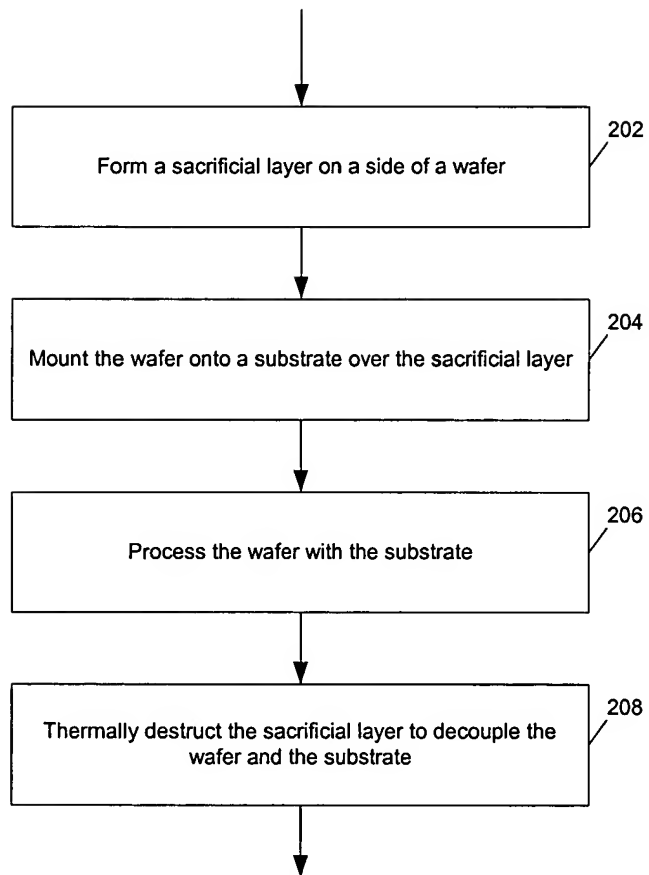 202
Form a sacrificial layer on a side of a wafer
204
Mount the wafer onto a substrate over the sacrificial layer
206
Process the wafer with the substrate
208
Thermally destruct the sacrificial layer to decouple the
wafer and the substrate